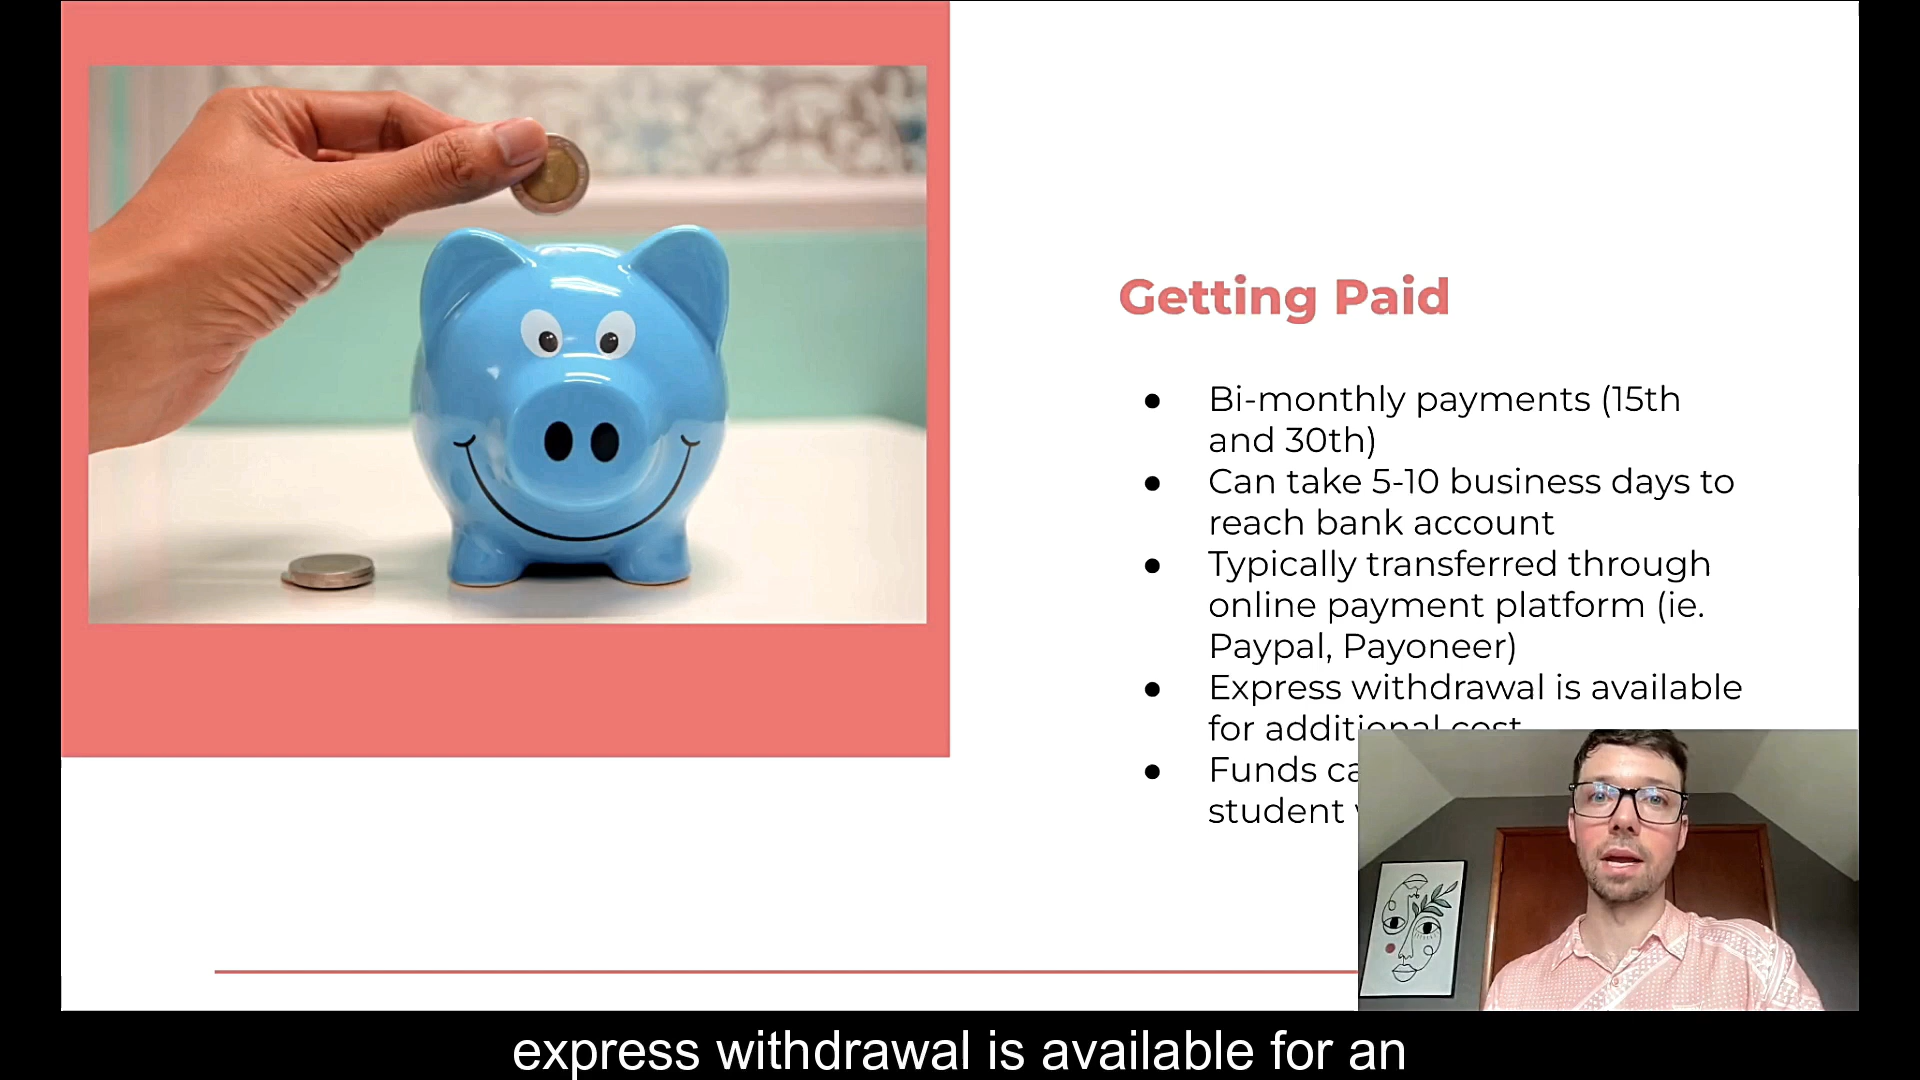 Getting Paid
● Bi-monthly payments (15th
and 30th)
● Can take 5-10 business days to
reach bank account
● Typically transferred through
online payment platform (ie.
Paypal, Payoneer)
● Express withdrawal is available
for additional cost
● Funds
student
express withdrawal is available for an